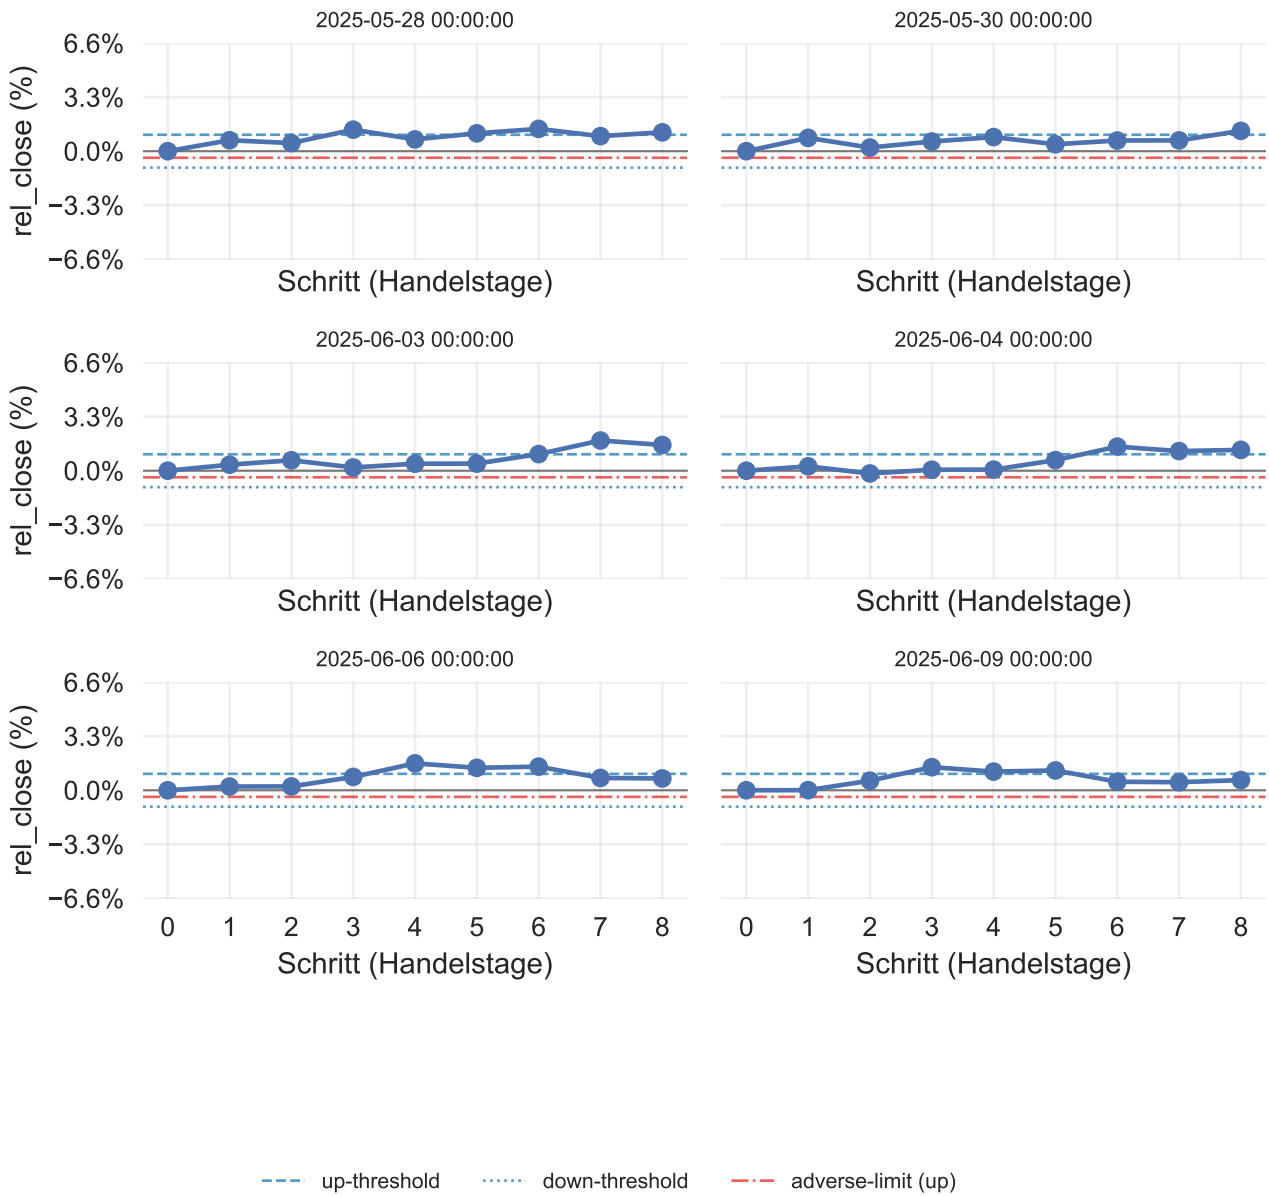 2025-05-28 00:00:00
2025-05-30 00:00:00
rel_close (%)
6.6%
3.3%
0.0%
−3.3%
−6.6%
Schritt (Handelstage)
Schritt (Handelstage)
2025-06-03 00:00:00
2025-06-04 00:00:00
rel_close (%)
6.6%
3.3%
0.0%
−3.3%
−6.6%
Schritt (Handelstage)
Schritt (Handelstage)
2025-06-06 00:00:00
2025-06-09 00:00:00
rel_close (%)
6.6%
3.3%
0.0%
−3.3%
−6.6%
0 1 2 3 4 5 6 7 8
0 1 2 3 4 5 6 7 8
Schritt (Handelstage)
Schritt (Handelstage)
up-threshold
down-threshold
adverse-limit (up)